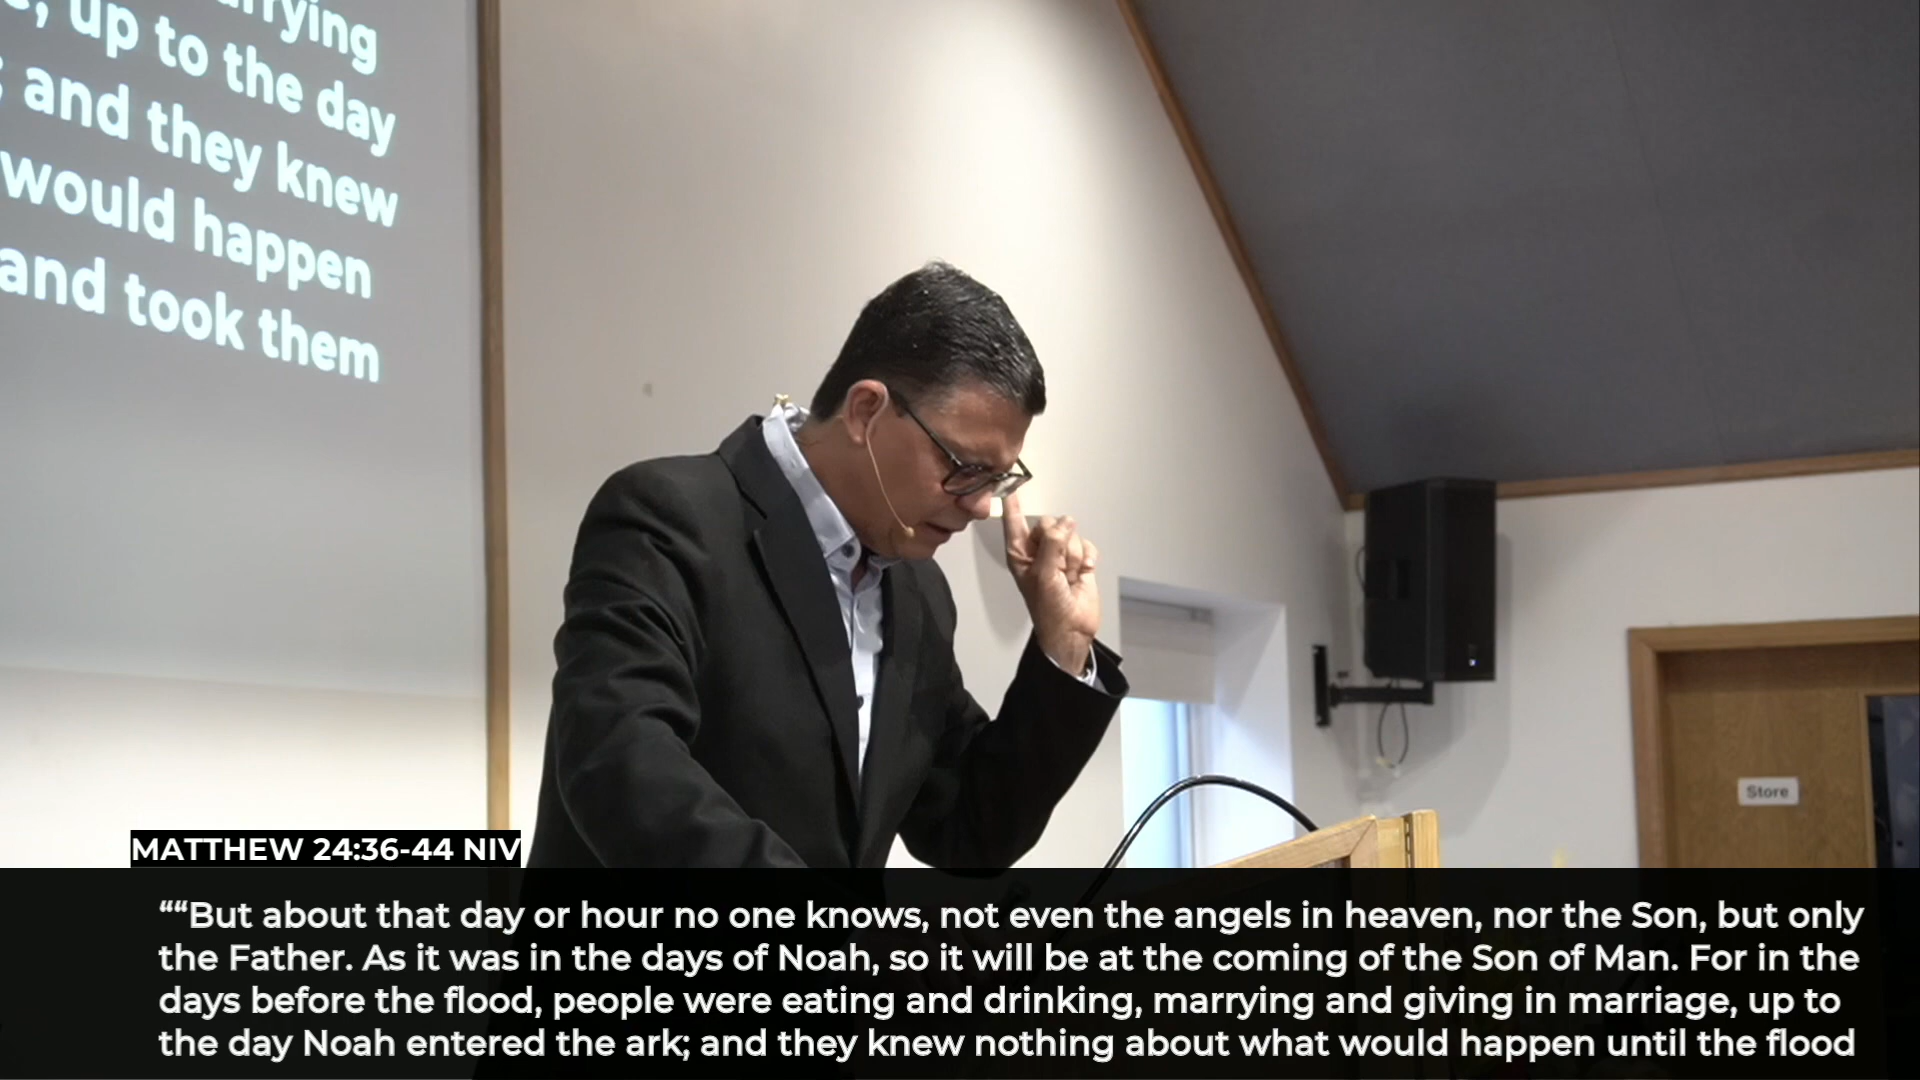 rrying
, up to the day
; and they knew
would happen
and took them
Store
MATTHEW 24:36-44 NIV
““But about that day or hour no one knows, not even the angels in heaven, nor the Son, but only
the Father. As it was in the days of Noah, so it will be at the coming of the Son of Man. For in the
days before the flood, people were eating and drinking, marrying and giving in marriage, up to
the day Noah entered the ark; and they knew nothing about what would happen until the flood